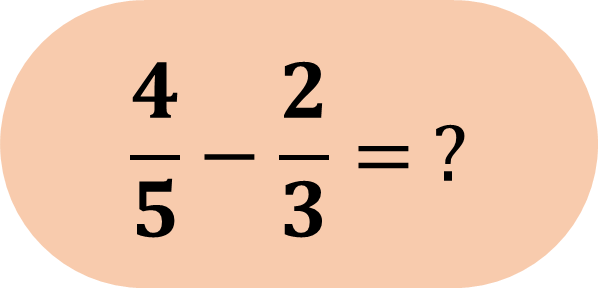 4/5 − 2/3 = ?